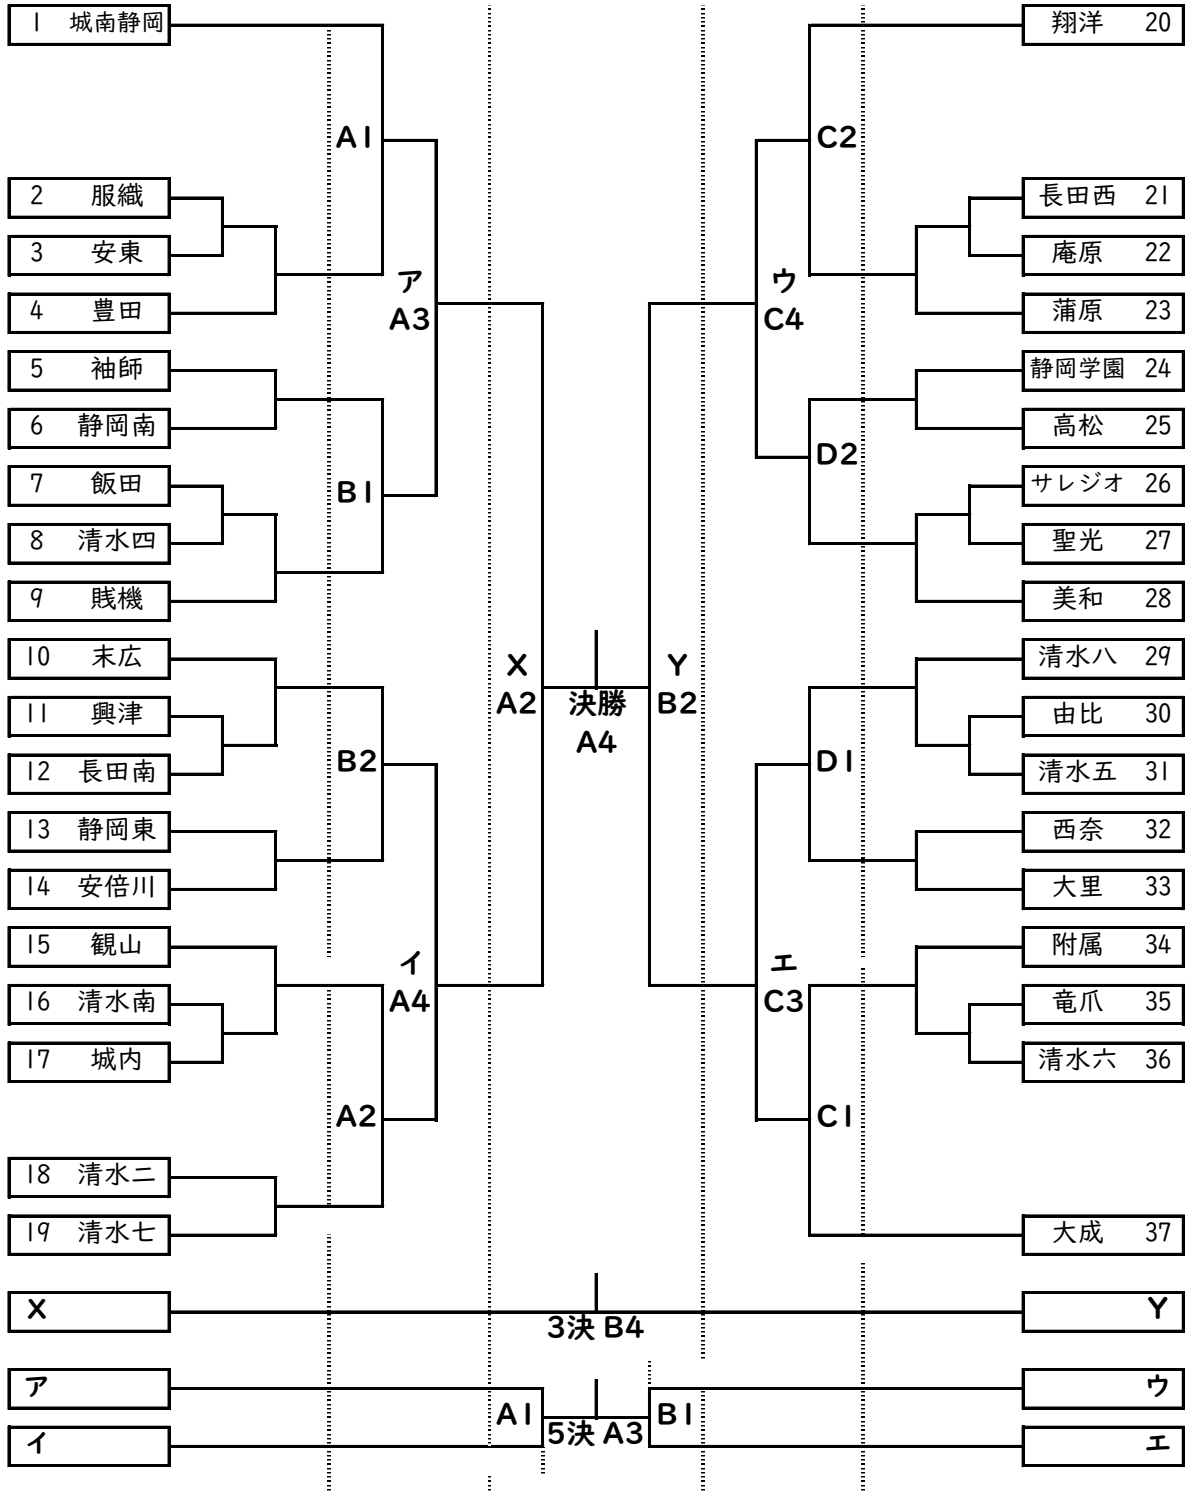 1 城南静岡
A1
2 服織
3 安東
4 豊田
ア
A3
5 袖師
6 静岡南
B1
7 飯田
8 清水四
9 賎機
X
A2
10 末広
11 興津
12 長田南
B2
13 静岡東
14 安倍川
イ
A4
15 観山
16 清水南
17 城内
A2
18 清水二
19 清水七
決勝
A4
翔洋 20
C2
長田西 21
庵原 22
蒲原 23
ウ
C4
静岡学園 24
高松 25
D2
サレジオ 26
聖光 27
美和 28
Y
B2
清水八 29
由比 30
清水五 31
D1
西奈 32
大里 33
エ
C3
附属 34
竜爪 35
清水六 36
C1
大成 37
X
3決 B4
Y
ア
イ
A1
5決 A3
B1
ウ
エ